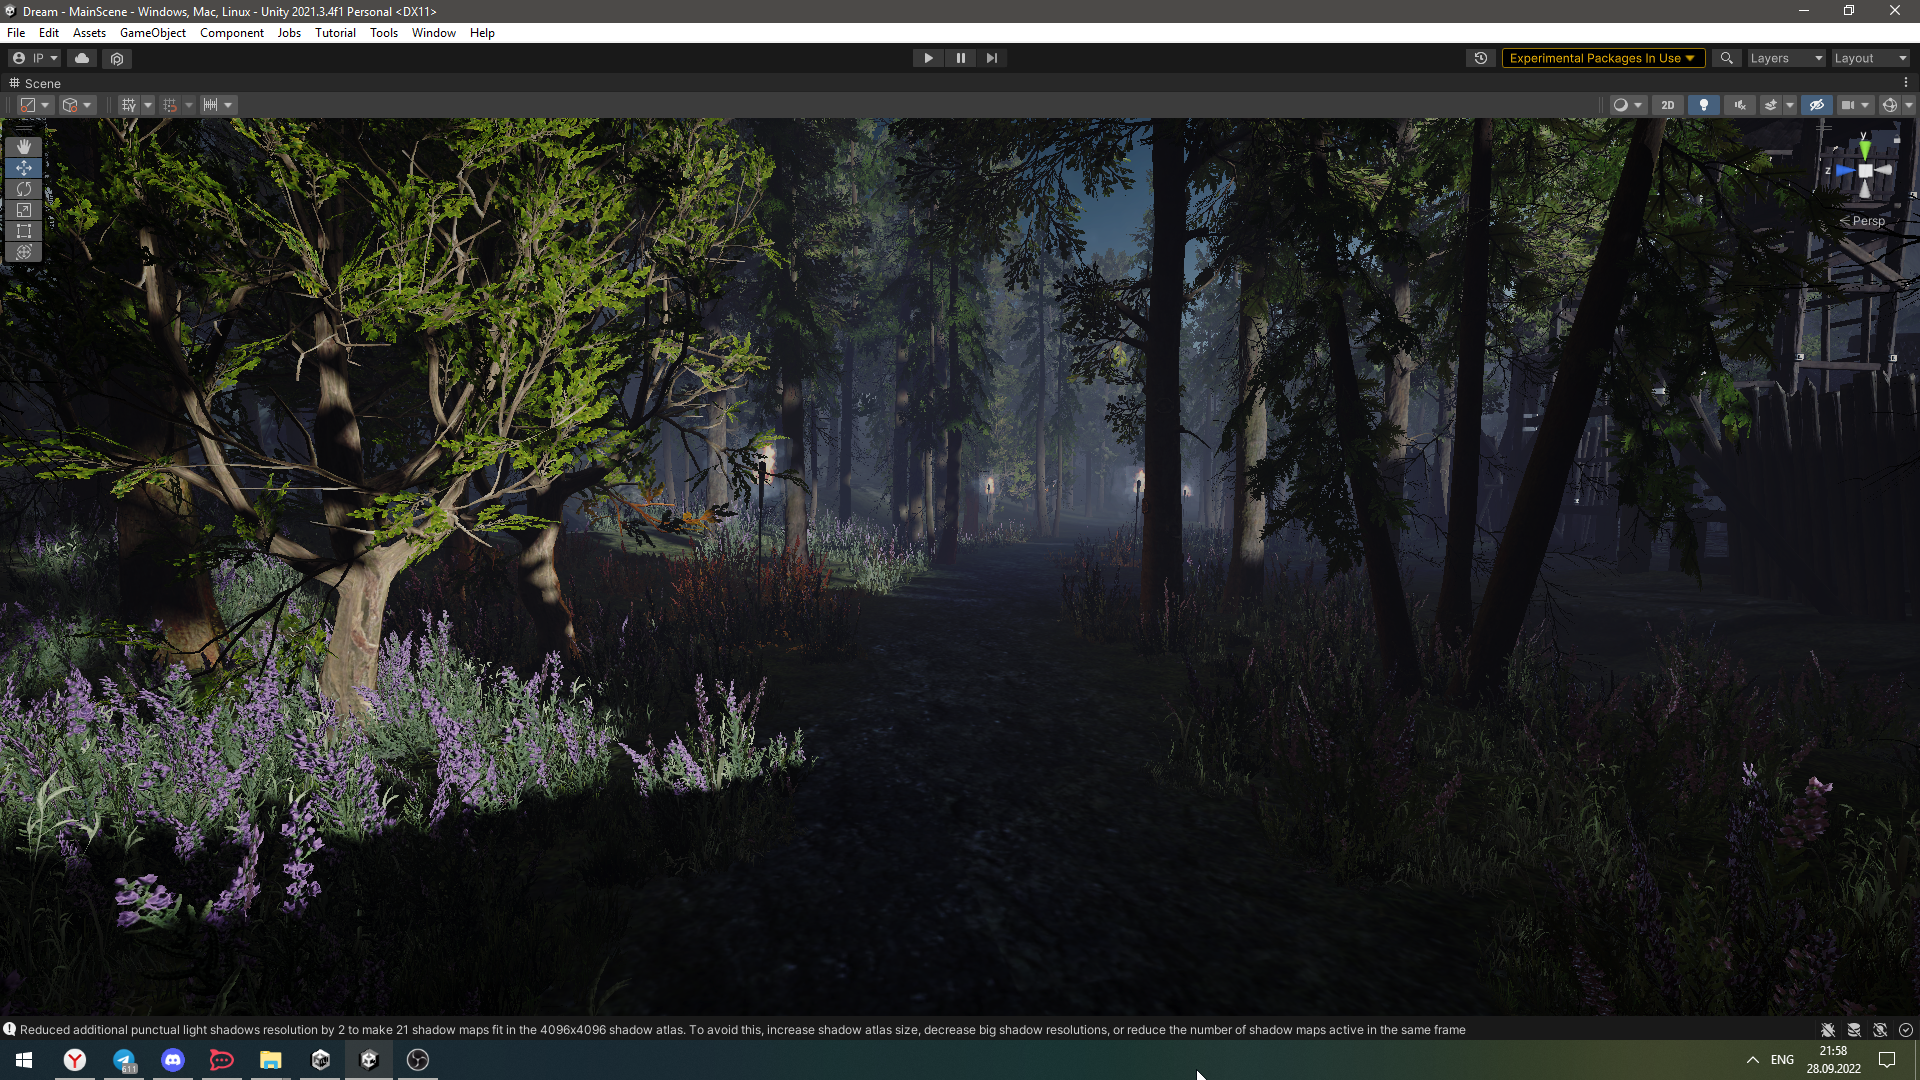 Dream - MainScene - Windows, Mac, Linux - Unity 2021.3.4f1 Personal <DX11>
File Edit Assets GameObject Component Jobs Tutorial Tools Window Help
IP Experimental Packages In Use Layers Layout
Scene
2D
y
z
< Persp
Reduced additional punctual light shadows resolution by 2 to make 21 shadow maps fit in the 4096x4096 shadow atlas. To avoid this, increase shadow atlas size, decrease big shadow resolutions, or reduce the number of shadow maps active in the same frame
611
ENG
21:58
28.09.2022